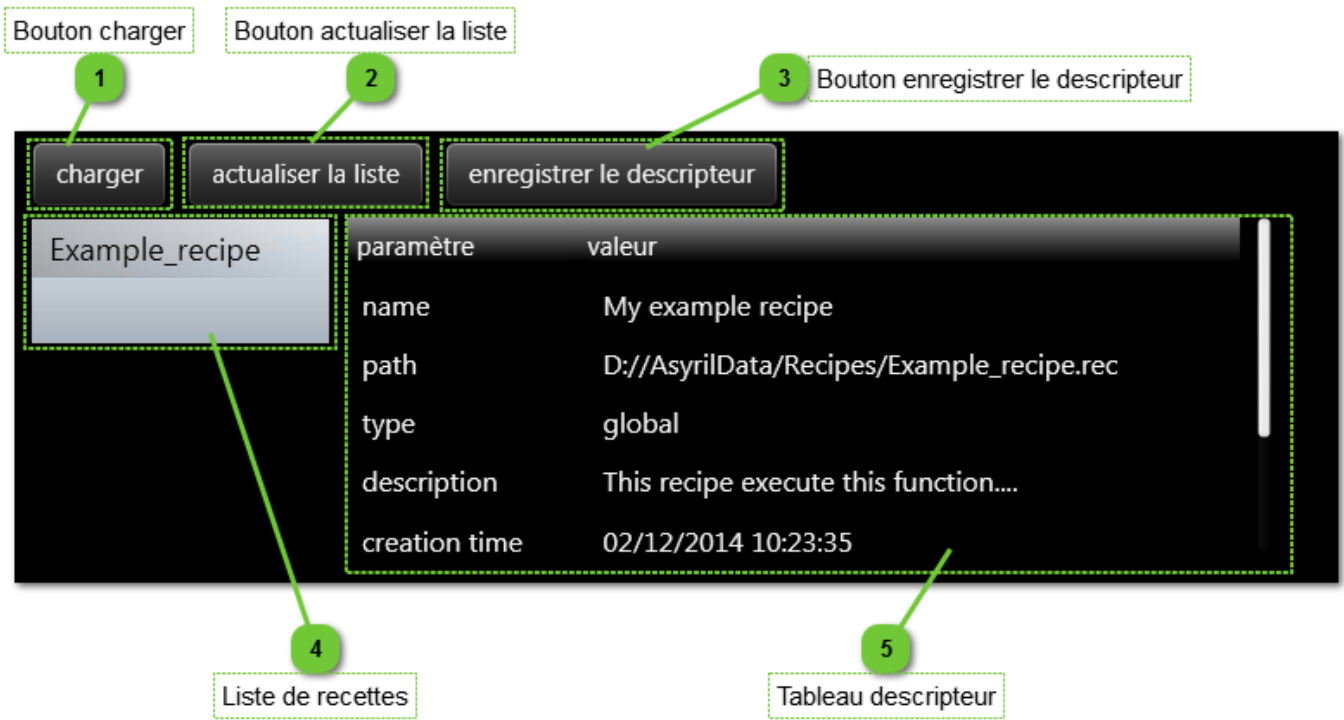 Bouton charger
Bouton actualiser la liste
1
2
3
Bouton enregistrer le descripteur
charger
actualiser la liste
enregistrer le descripteur
Example_recipe
paramètre valeur
name My example recipe
path D://AsyrilData/Recipes/Example_recipe.rec
type global
description This recipe execute this function....
creation time 02/12/2014 10:23:35
4
5
Liste de recettes
Tableau descripteur